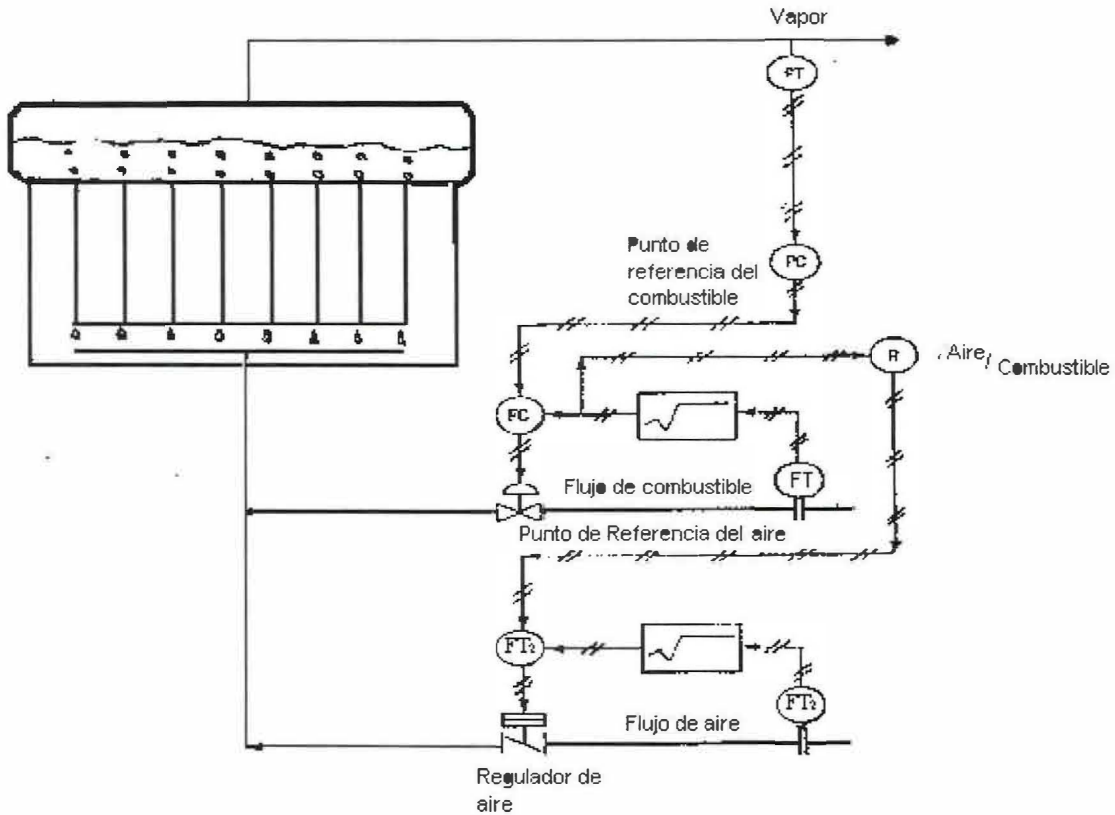 Vapor
PT
Punto de
referencia del
combustible
PC
R
Aire/ Combustible
FC
FT
Flujo de combustible
Punto de Referencia del aire
FT2
FT2
Flujo de aire
Regulador de
aire